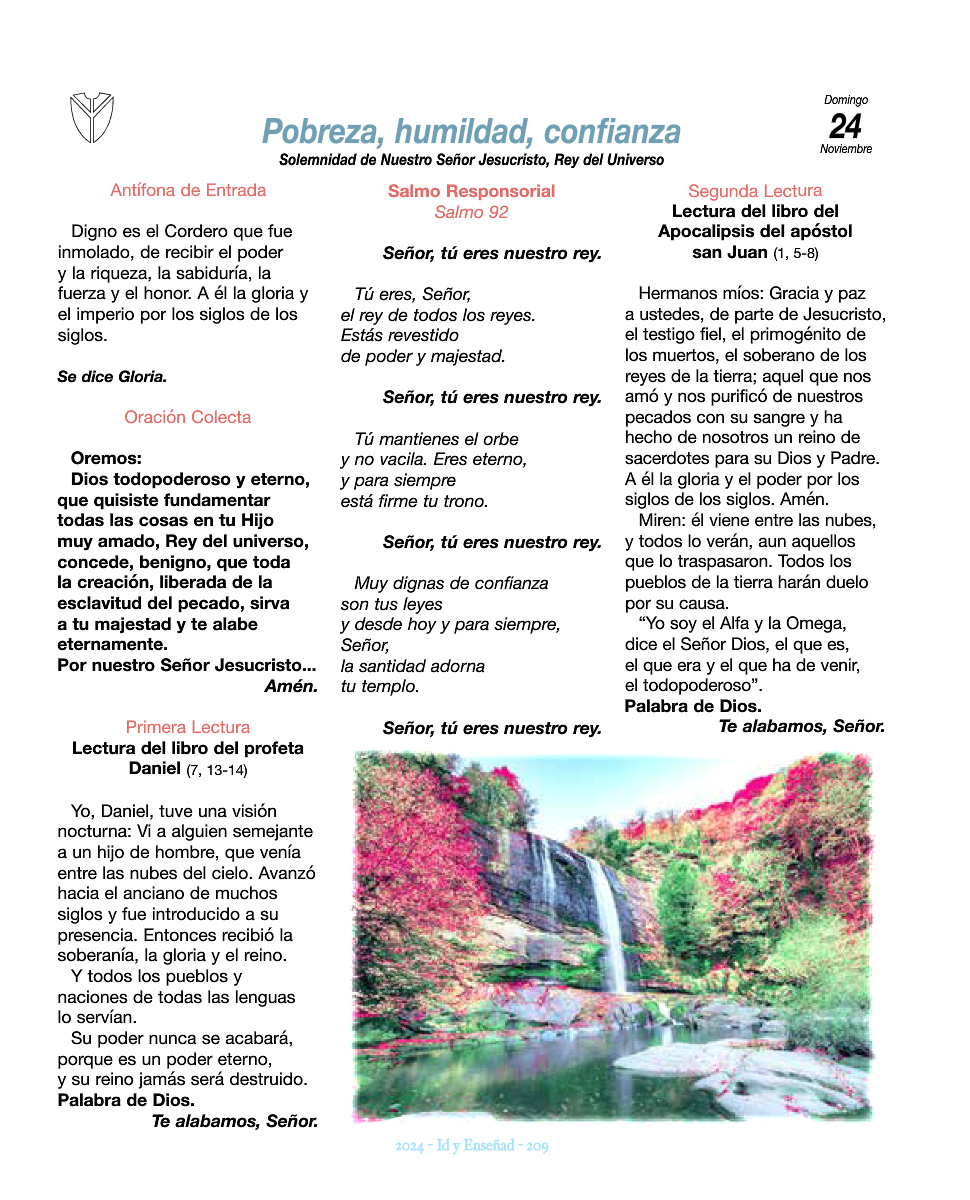 Domingo
24
Noviembre
Pobreza, humildad, confianza
Solemnidad de Nuestro Señor Jesucristo, Rey del Universo
Antífona de Entrada
Digno es el Cordero que fue
inmolado, de recibir el poder
y la riqueza, la sabiduría, la
fuerza y el honor. A él la gloria y
el imperio por los siglos de los
siglos.
Se dice Gloria.
Oración Colecta
Oremos:
Dios todopoderoso y eterno,
que quisiste fundamentar
todas las cosas en tu Hijo
muy amado, Rey del universo,
concede, benigno, que toda
la creación, liberada de la
esclavitud del pecado, sirva
a tu majestad y te alabe
eternamente.
Por nuestro Señor Jesucristo...
Amén.
Primera Lectura
Lectura del libro del profeta
Daniel (7, 13-14)
Yo, Daniel, tuve una visión
nocturna: Vi a alguien semejante
a un hijo de hombre, que venía
entre las nubes del cielo. Avanzó
hacia el anciano de muchos
siglos y fue introducido a su
presencia. Entonces recibió la
soberanía, la gloria y el reino.
Y todos los pueblos y
naciones de todas las lenguas
lo servían.
Su poder nunca se acabará,
porque es un poder eterno,
y su reino jamás será destruido.
Palabra de Dios.
Te alabamos, Señor.
Salmo Responsorial
Salmo 92
Señor, tú eres nuestro rey.
Tú eres, Señor,
el rey de todos los reyes.
Estás revestido
de poder y majestad.
Señor, tú eres nuestro rey.
Tú mantienes el orbe
y no vacila. Eres eterno,
y para siempre
está firme tu trono.
Señor, tú eres nuestro rey.
Muy dignas de confianza
son tus leyes
y desde hoy y para siempre,
Señor,
la santidad adorna
tu templo.
Señor, tú eres nuestro rey.
Segunda Lectura
Lectura del libro del
Apocalipsis del apóstol
san Juan (1, 5-8)
Hermanos míos: Gracia y paz
a ustedes, de parte de Jesucristo,
el testigo fiel, el primogénito de
los muertos, el soberano de los
reyes de la tierra; aquel que nos
amó y nos purificó de nuestros
pecados con su sangre y ha
hecho de nosotros un reino de
sacerdotes para su Dios y Padre.
A él la gloria y el poder por los
siglos de los siglos. Amén.
Miren: él viene entre las nubes,
y todos lo verán, aun aquellos
que lo traspasaron. Todos los
pueblos de la tierra harán duelo
por su causa.
“Yo soy el Alfa y la Omega,
dice el Señor Dios, el que es,
el que era y el que ha de venir,
el todopoderoso”.
Palabra de Dios.
Te alabamos, Señor.
2024 - Id y Enseñad - 209